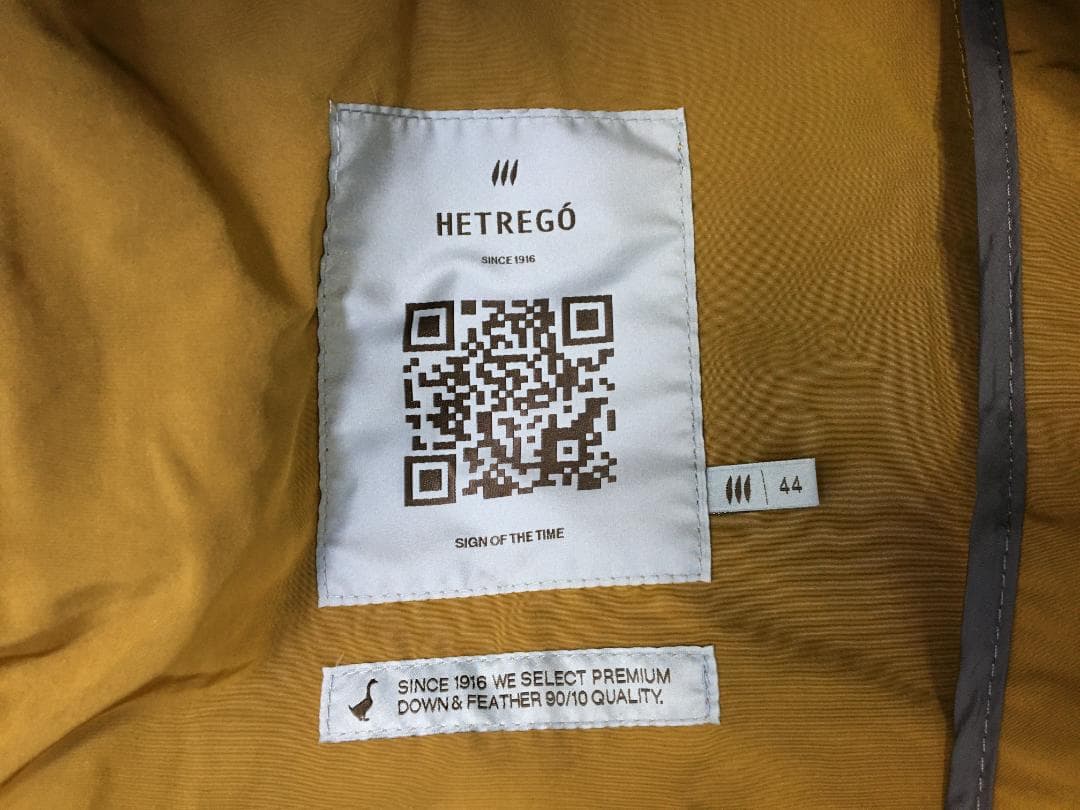 HETREGÓ
SINCE 1916
SIGN OF THE TIME
44
SINCE 1916 WE SELECT PREMIUM
DOWN & FEATHER 90/10 QUALITY.